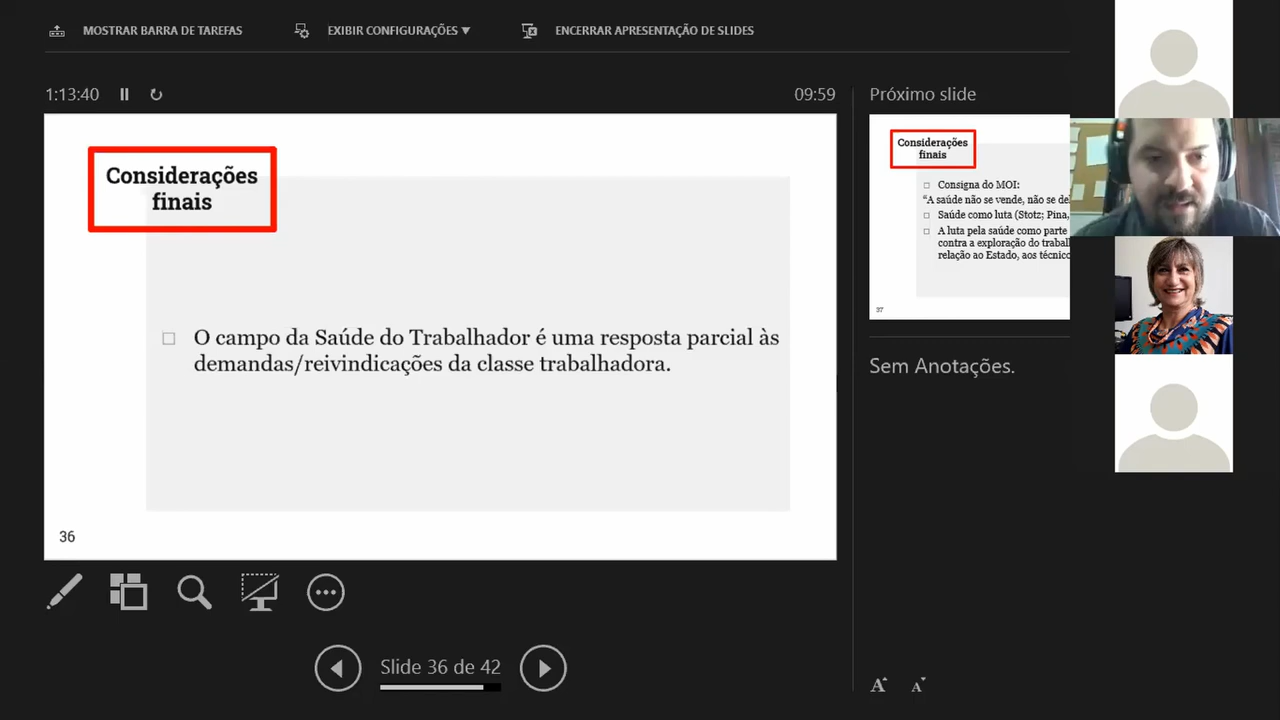 MOSTRAR BARRA DE TAREFAS
EXIBIR CONFIGURAÇÕES ▼
ENCERRAR APRESENTAÇÃO DE SLIDES
1:13:40
09:59
Considerações
finais
□ O campo da Saúde do Trabalhador é uma resposta parcial às
demandas/reivindicações da classe trabalhadora.
36
Próximo slide
Considerações
finais
□ Consigna do MOI:
“A saúde não se vende, não se de
□ Saúde como luta (Stotz; Pina,
□ A luta pela saúde como parte
contra a exploração do trabal
relação ao Estado, aos técnico
37
Sem Anotações.
Slide 36 de 42
A A